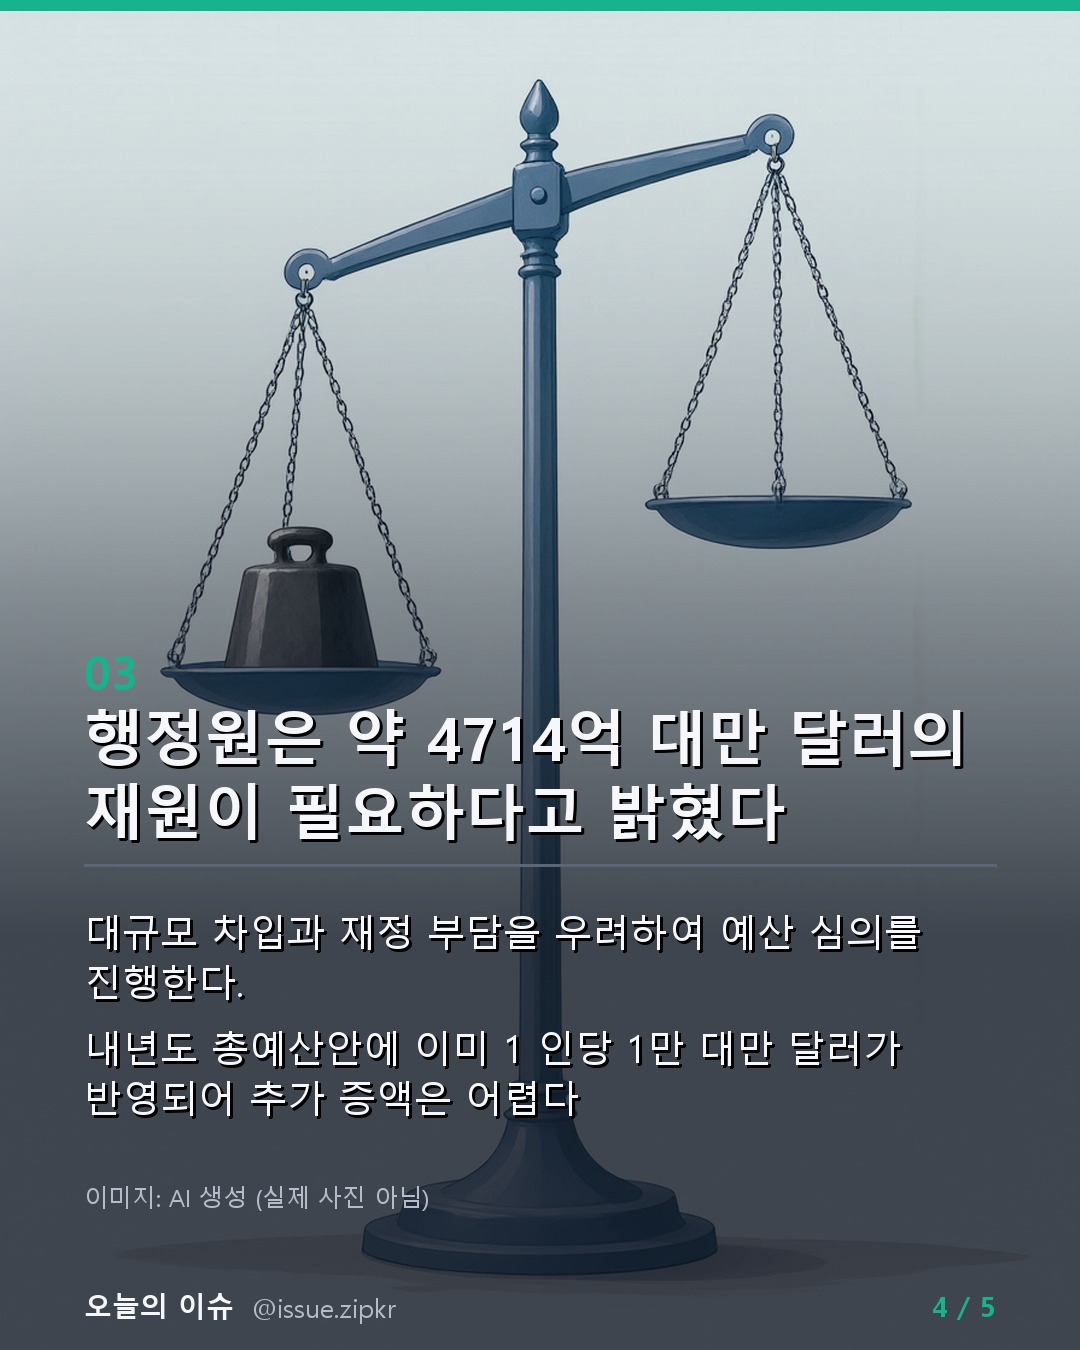 03
행정원은 약 4714억 대만 달러의
재원이 필요하다고 밝혔다
대규모 차입과 재정 부담을 우려하여 예산 심의를
진행한다.
내년도 총예산안에 이미 1 인당 1만 대만 달러가
반영되어 추가 증액은 어렵다
이미지: AI 생성 (실제 사진 아님)
오늘의 이슈 @issue.zipkr
4 / 5